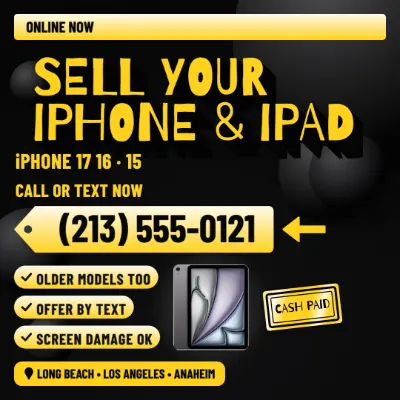 ONLINE NOW
SELL YOUR
IPHONE & IPAD
iPHONE 17 16 · 15
CALL OR TEXT NOW
(213) 555-0121
OLDER MODELS TOO
OFFER BY TEXT
CASH PAID
SCREEN DAMAGE OK
LONG BEACH • LOS ANGELES • ANAHEIM